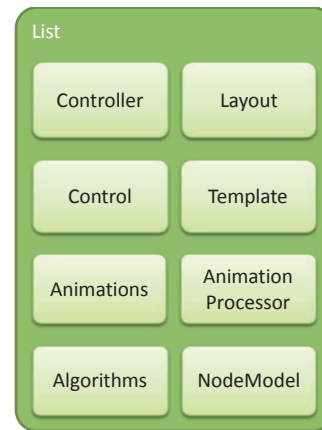 List
Controller
Layout
Control
Template
Animations
Animation
Processor
Algorithms
NodeModel